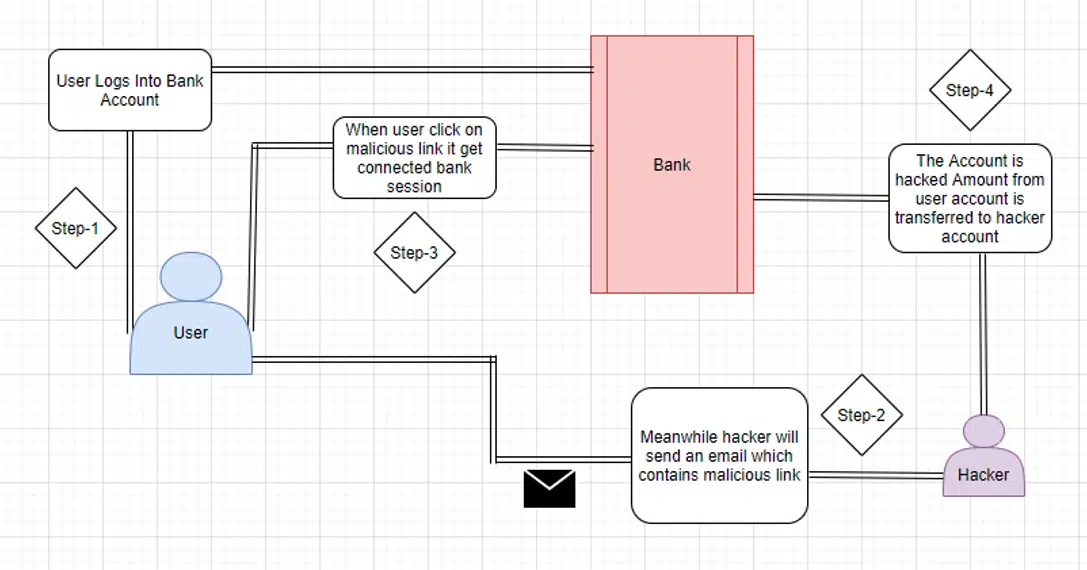 User Logs Into Bank
Account
Step-1
User
When user click on
malicious link it get
connected bank
session
Step-3
Bank
Step-4
The Account is
hacked Amount from
user account is
transferred to hacker
account
Meanwhile hacker will
send an email which
contains malicious link
Step-2
Hacker